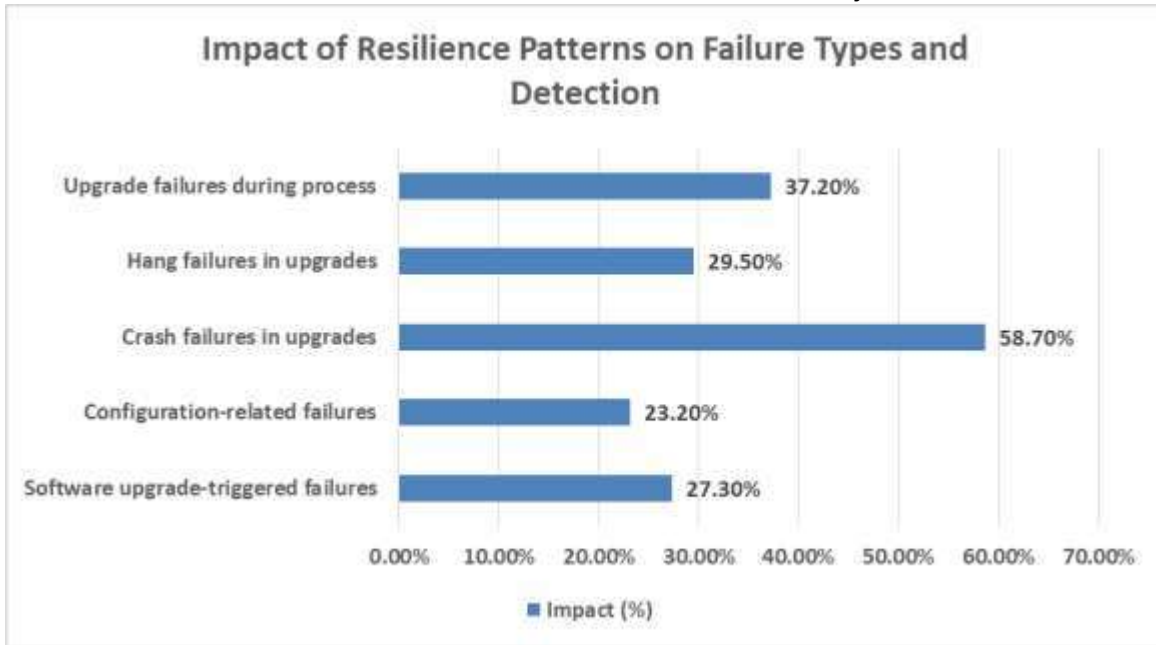 Impact of Resilience Patterns on Failure Types and
Detection
Upgrade failures during process
37.20%
Hang failures in upgrades
29.50%
Crash failures in upgrades
58.70%
Configuration-related failures
23.20%
Software upgrade-triggered failures
27.30%
0.00% 10.00% 20.00% 30.00% 40.00% 50.00% 60.00% 70.00%
Impact (%)